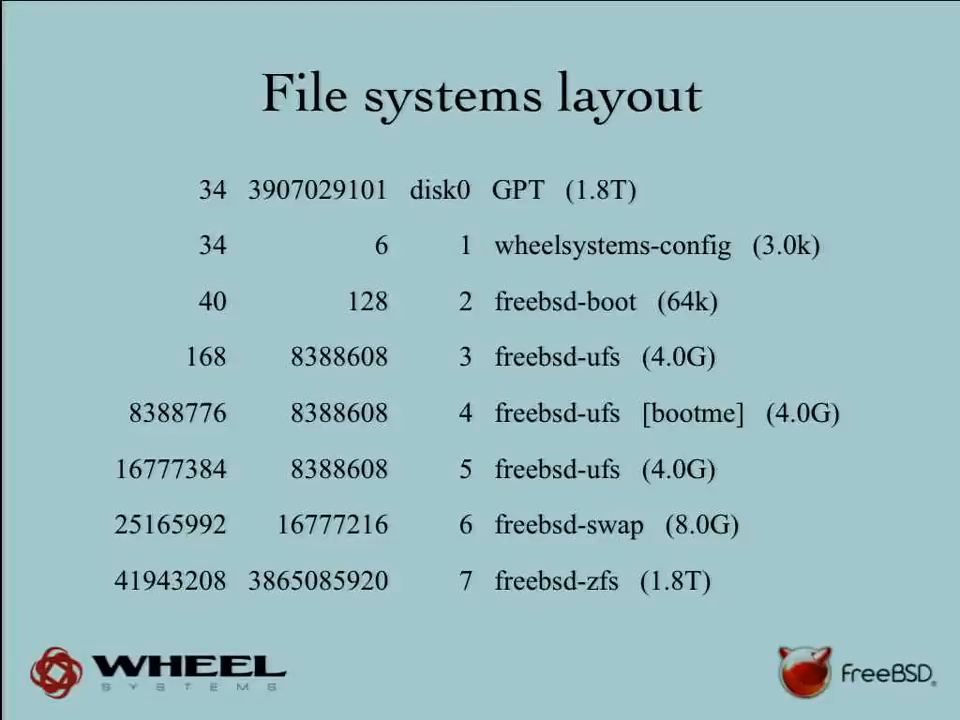 File systems layout
34 3907029101 disk0 GPT (1.8T)
34 6 1 wheelsystems-config (3.0k)
40 128 2 freebsd-boot (64k)
168 8388608 3 freebsd-ufs (4.0G)
8388776 8388608 4 freebsd-ufs [bootme] (4.0G)
16777384 8388608 5 freebsd-ufs (4.0G)
25165992 16777216 6 freebsd-swap (8.0G)
41943208 3865085920 7 freebsd-zfs (1.8T)
WHEEL
SYSTEMS
FreeBSD®